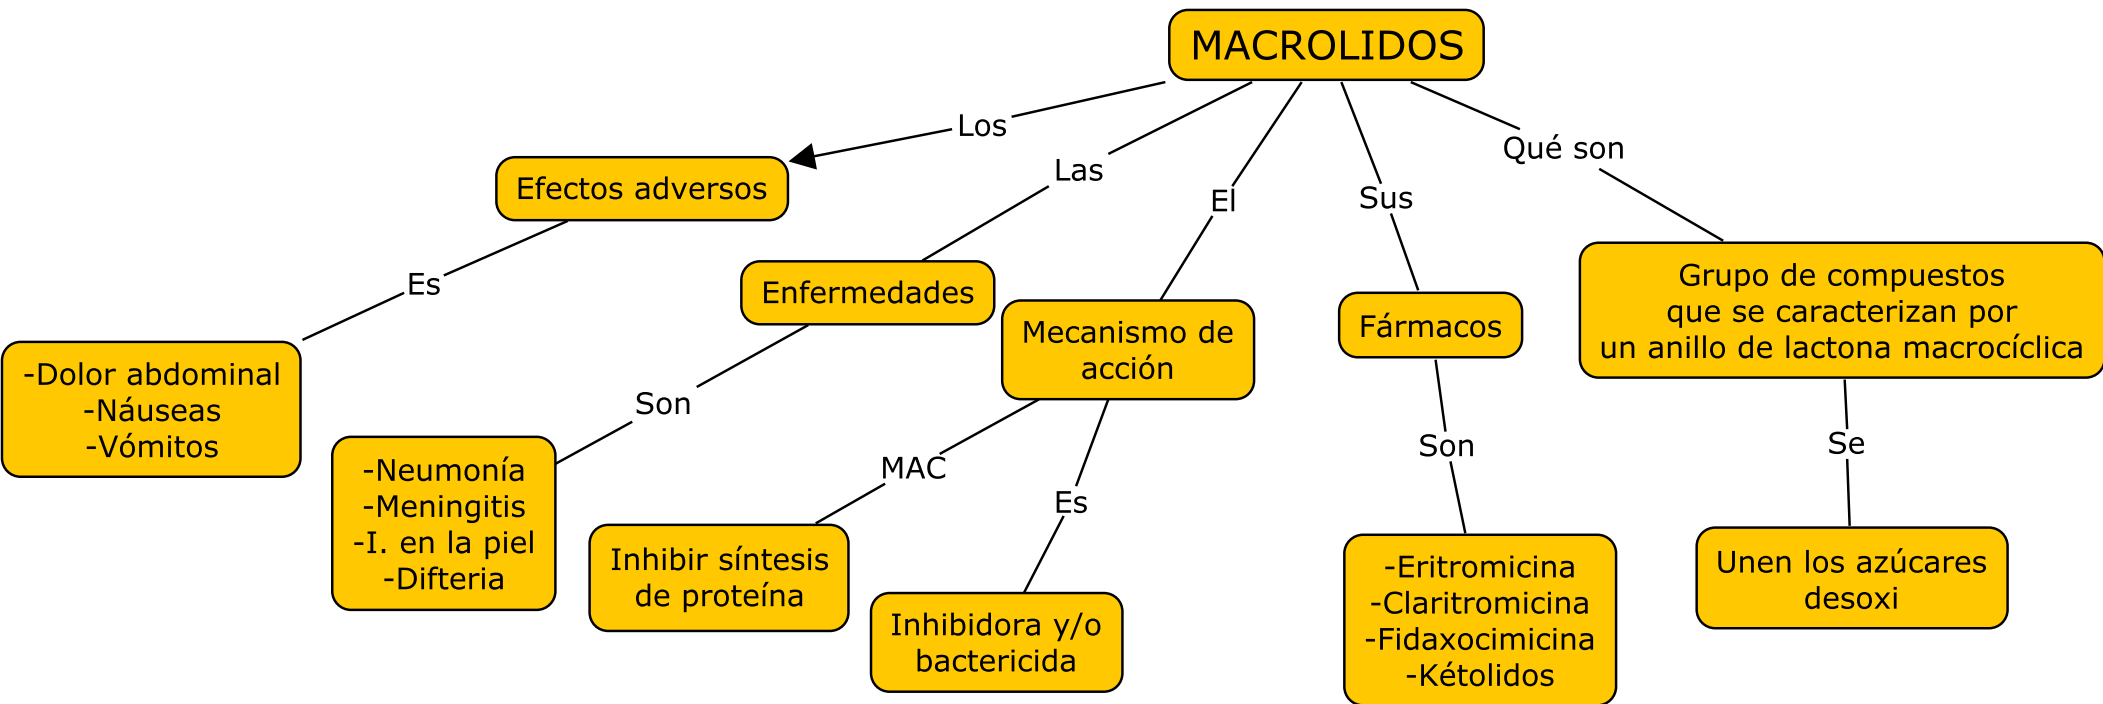 MACROLIDOS
Los
Las
El
Sus
Qué son
Efectos adversos
Es
-Dolor abdominal
-Náuseas
-Vómitos
Enfermedades
Son
-Neumonía
-Meningitis
-I. en la piel
-Difteria
Mecanismo de
acción
MAC
Inhibir síntesis
de proteína
Es
Inhibidora y/o
bactericida
Fármacos
Son
-Eritromicina
-Claritromicina
-Fidaxocimicina
-Kétolidos
Grupo de compuestos
que se caracterizan por
un anillo de lactona macrocíclica
Se
Unen los azúcares
desoxi